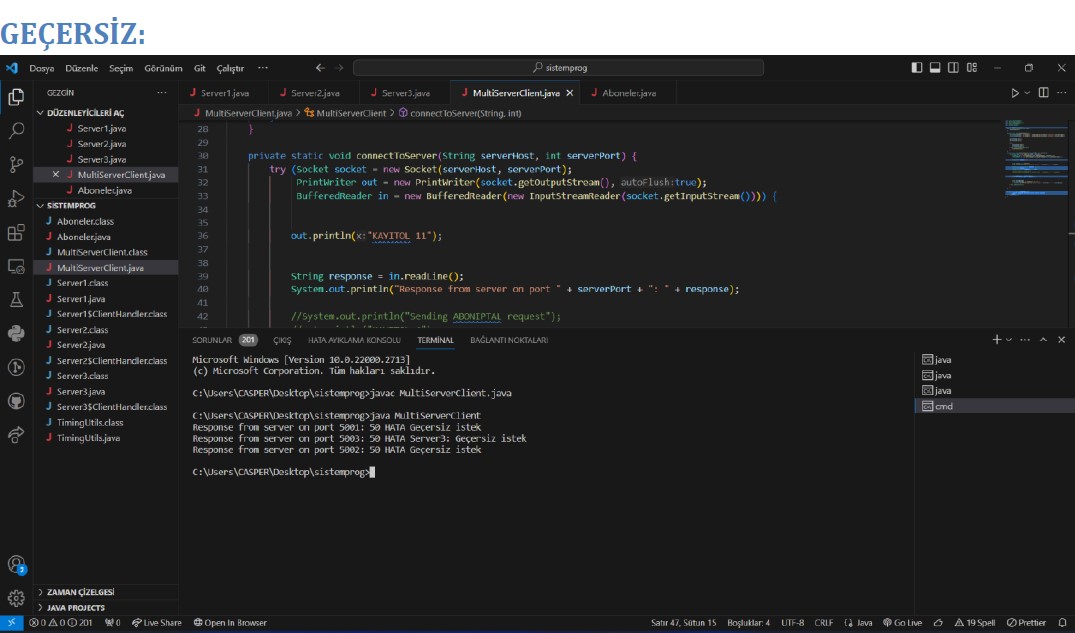 GEÇERSİZ:
Dosya Düzenle Seçim Görünüm Git Çalıştır ··· sistemprog
GEZGİN ···
Server1.java Server2.java Server3.java MultiServerClient.java Aboneler.java
MultiServerClient.java > MultiServerClient > connectToServer(String, int)
DÜZENLEYİCİLERİ AÇ
Server1.java
Server2.java
Server3.java
MultiServerClient.java
Aboneler.java
SİSTEMPROG
Aboneler.class
Aboneler.java
MultiServerClient.class
MultiServerClient.java
Server1.class
Server1.java
Server1$ClientHandler.class
Server2.class
Server2.java
Server2$ClientHandler.class
Server3.class
Server3.java
Server3$ClientHandler.class
TimingUtils.class
TimingUtils.java
ZAMAN ÇİZELGESİ
JAVA PROJECTS
28 }
29
30 private static void connectToServer(String serverHost, int serverPort) {
31 try (Socket socket = new Socket(serverHost, serverPort);
32 PrintWriter out = new PrintWriter(socket.getOutputStream(), autoFlush:true);
33 BufferedReader in = new BufferedReader(new InputStreamReader(socket.getInputStream()))) {
34
35
36 out.println(x:"KAYITOL 11");
37
38
39 String response = in.readLine();
40 System.out.println("Response from server on port " + serverPort + ": " + response);
41
42 //System.out.println("Sending ABONIPTAL request");
SORUNLAR 201 ÇIKIŞ HATA AYIKLAMA KONSOLU TERMİNAL BAĞLANTI NOKTALARI
Microsoft Windows [Version 10.0.22000.2713]
(c) Microsoft Corporation. Tüm hakları saklıdır.
C:\Users\CASPER\Desktop\sistemprog>javac MultiServerClient.java
C:\Users\CASPER\Desktop\sistemprog>java MultiServerClient
Response from server on port 5001: 50 HATA Geçersiz istek
Response from server on port 5003: 50 HATA Server3: Geçersiz istek
Response from server on port 5002: 50 HATA Geçersiz istek
C:\Users\CASPER\Desktop\sistemprog>
java
java
java
cmd
0 0 201 0 Live Share Open In Browser Satır 47, Sütun 15 Boşluklar: 4 UTF-8 CRLF {} Java Go Live 19 Spell Prettier